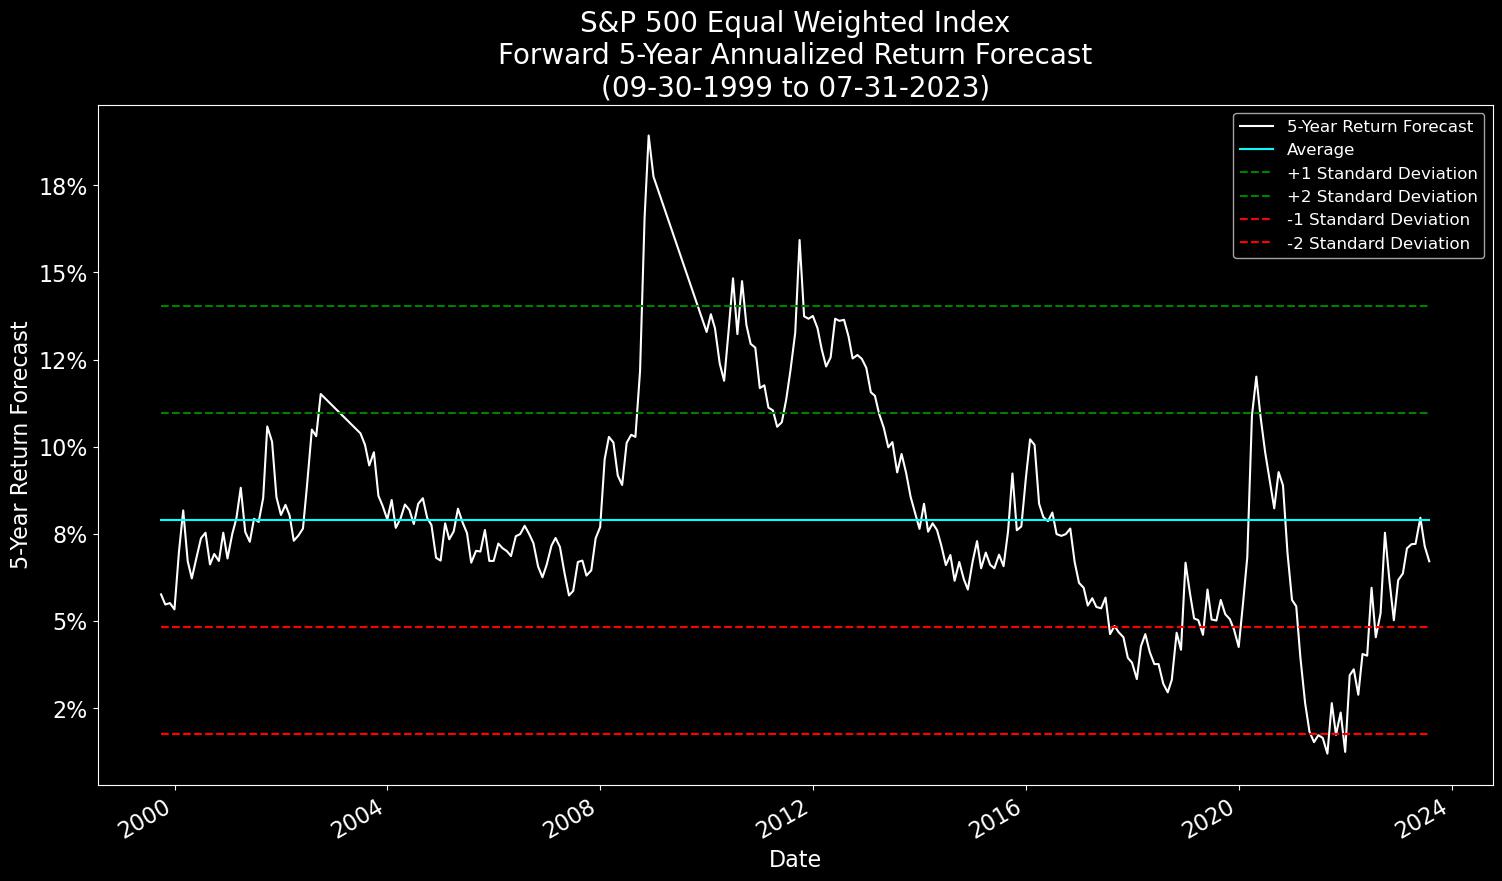 S&P 500 Equal Weighted Index
Forward 5-Year Annualized Return Forecast
(09-30-1999 to 07-31-2023)
5-Year Return Forecast
Average
+1 Standard Deviation
+2 Standard Deviation
-1 Standard Deviation
-2 Standard Deviation
18%
15%
12%
10%
8%
5%
2%
5-Year Return Forecast
2000
2004
2008
2012
2016
2020
2024
Date